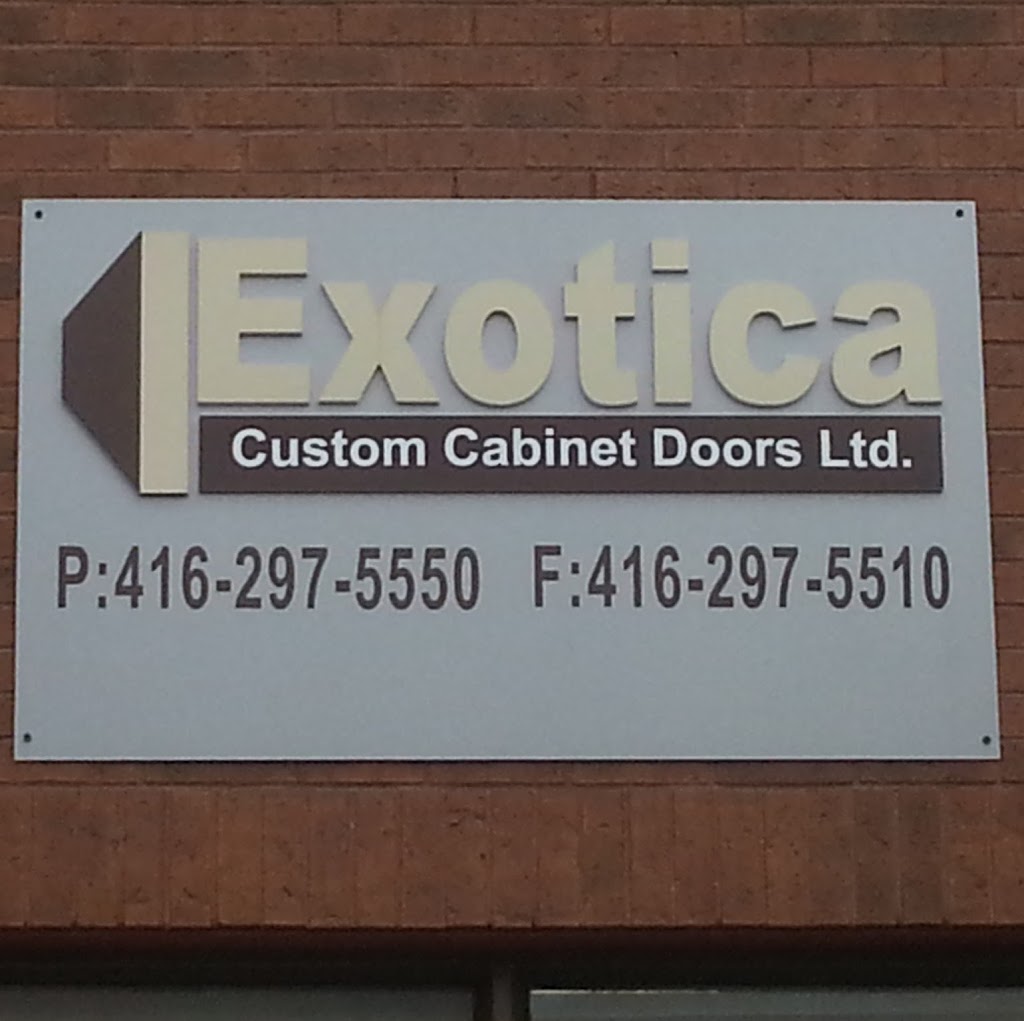 Exotica
Custom Cabinet Doors Ltd.
P:416-297-5550 F:416-297-5510